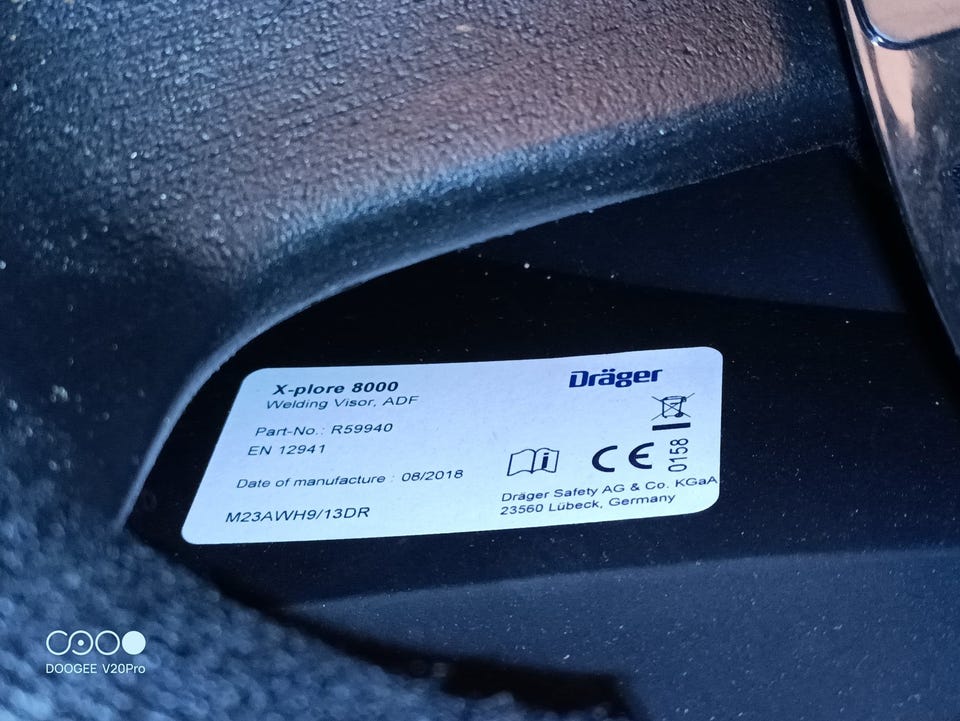 X-plore 8000
Welding Visor, ADF
Dräger
Part-No.: R59940
EN 12941
Date of manufacture : 08/2018
M23AWH9/13DR
CE
0158
Dräger Safety AG & Co. KGaA
23560 Lübeck, Germany
DOOGEE V20Pro